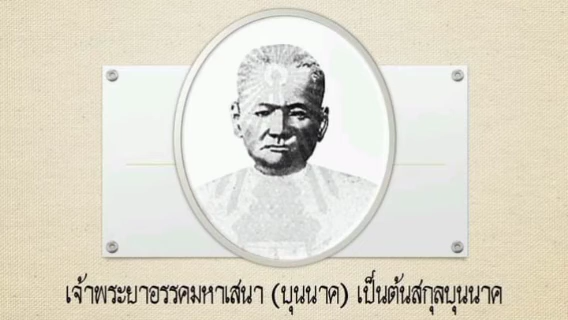 เจ้าพระยาอรรคมหาเสนา (บุนนาค) เป็นต้นสกุลบุนนาค